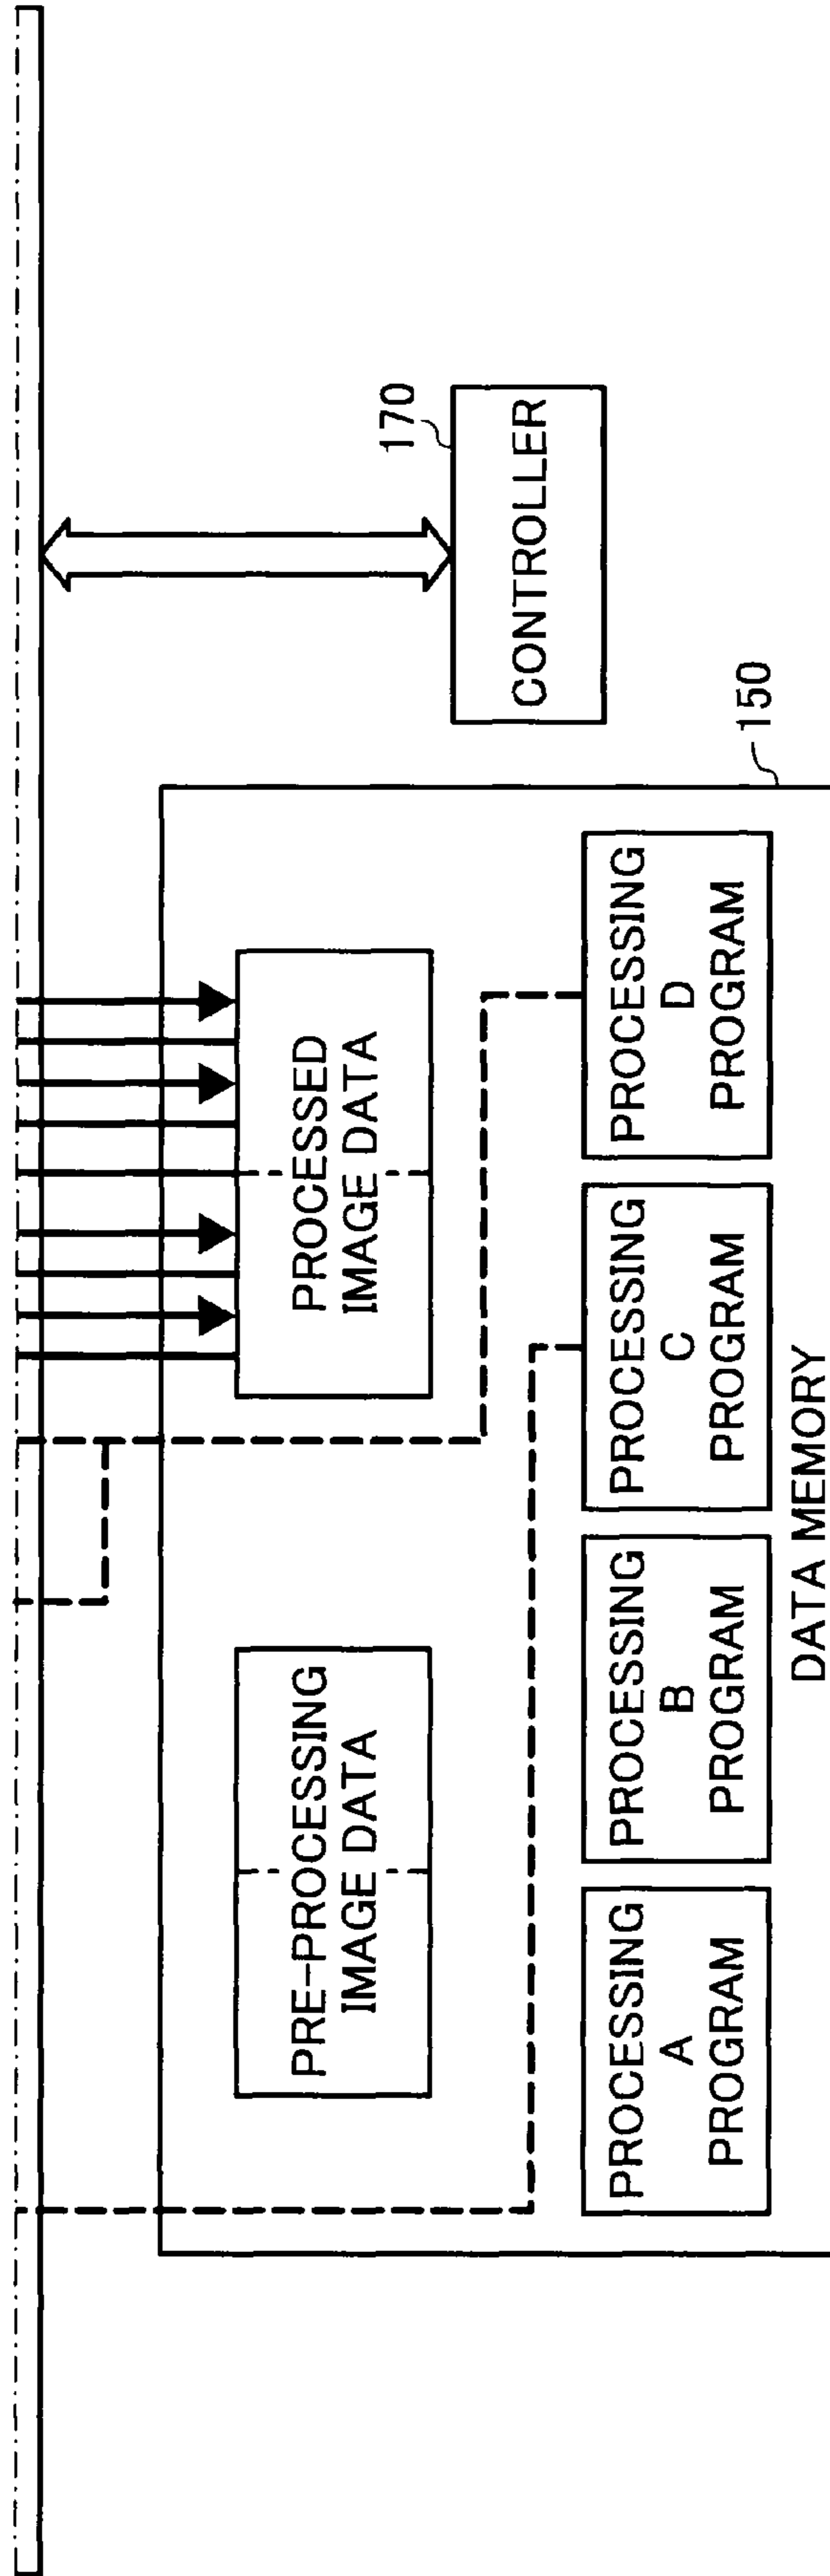 PRE-PROCESSING
IMAGE DATA
PROCESSED
IMAGE DATA
170
CONTROLLER
PROCESSING
A
PROGRAM
PROCESSING
B
PROGRAM
PROCESSING
C
PROGRAM
PROCESSING
D
PROGRAM
150
DATA MEMORY